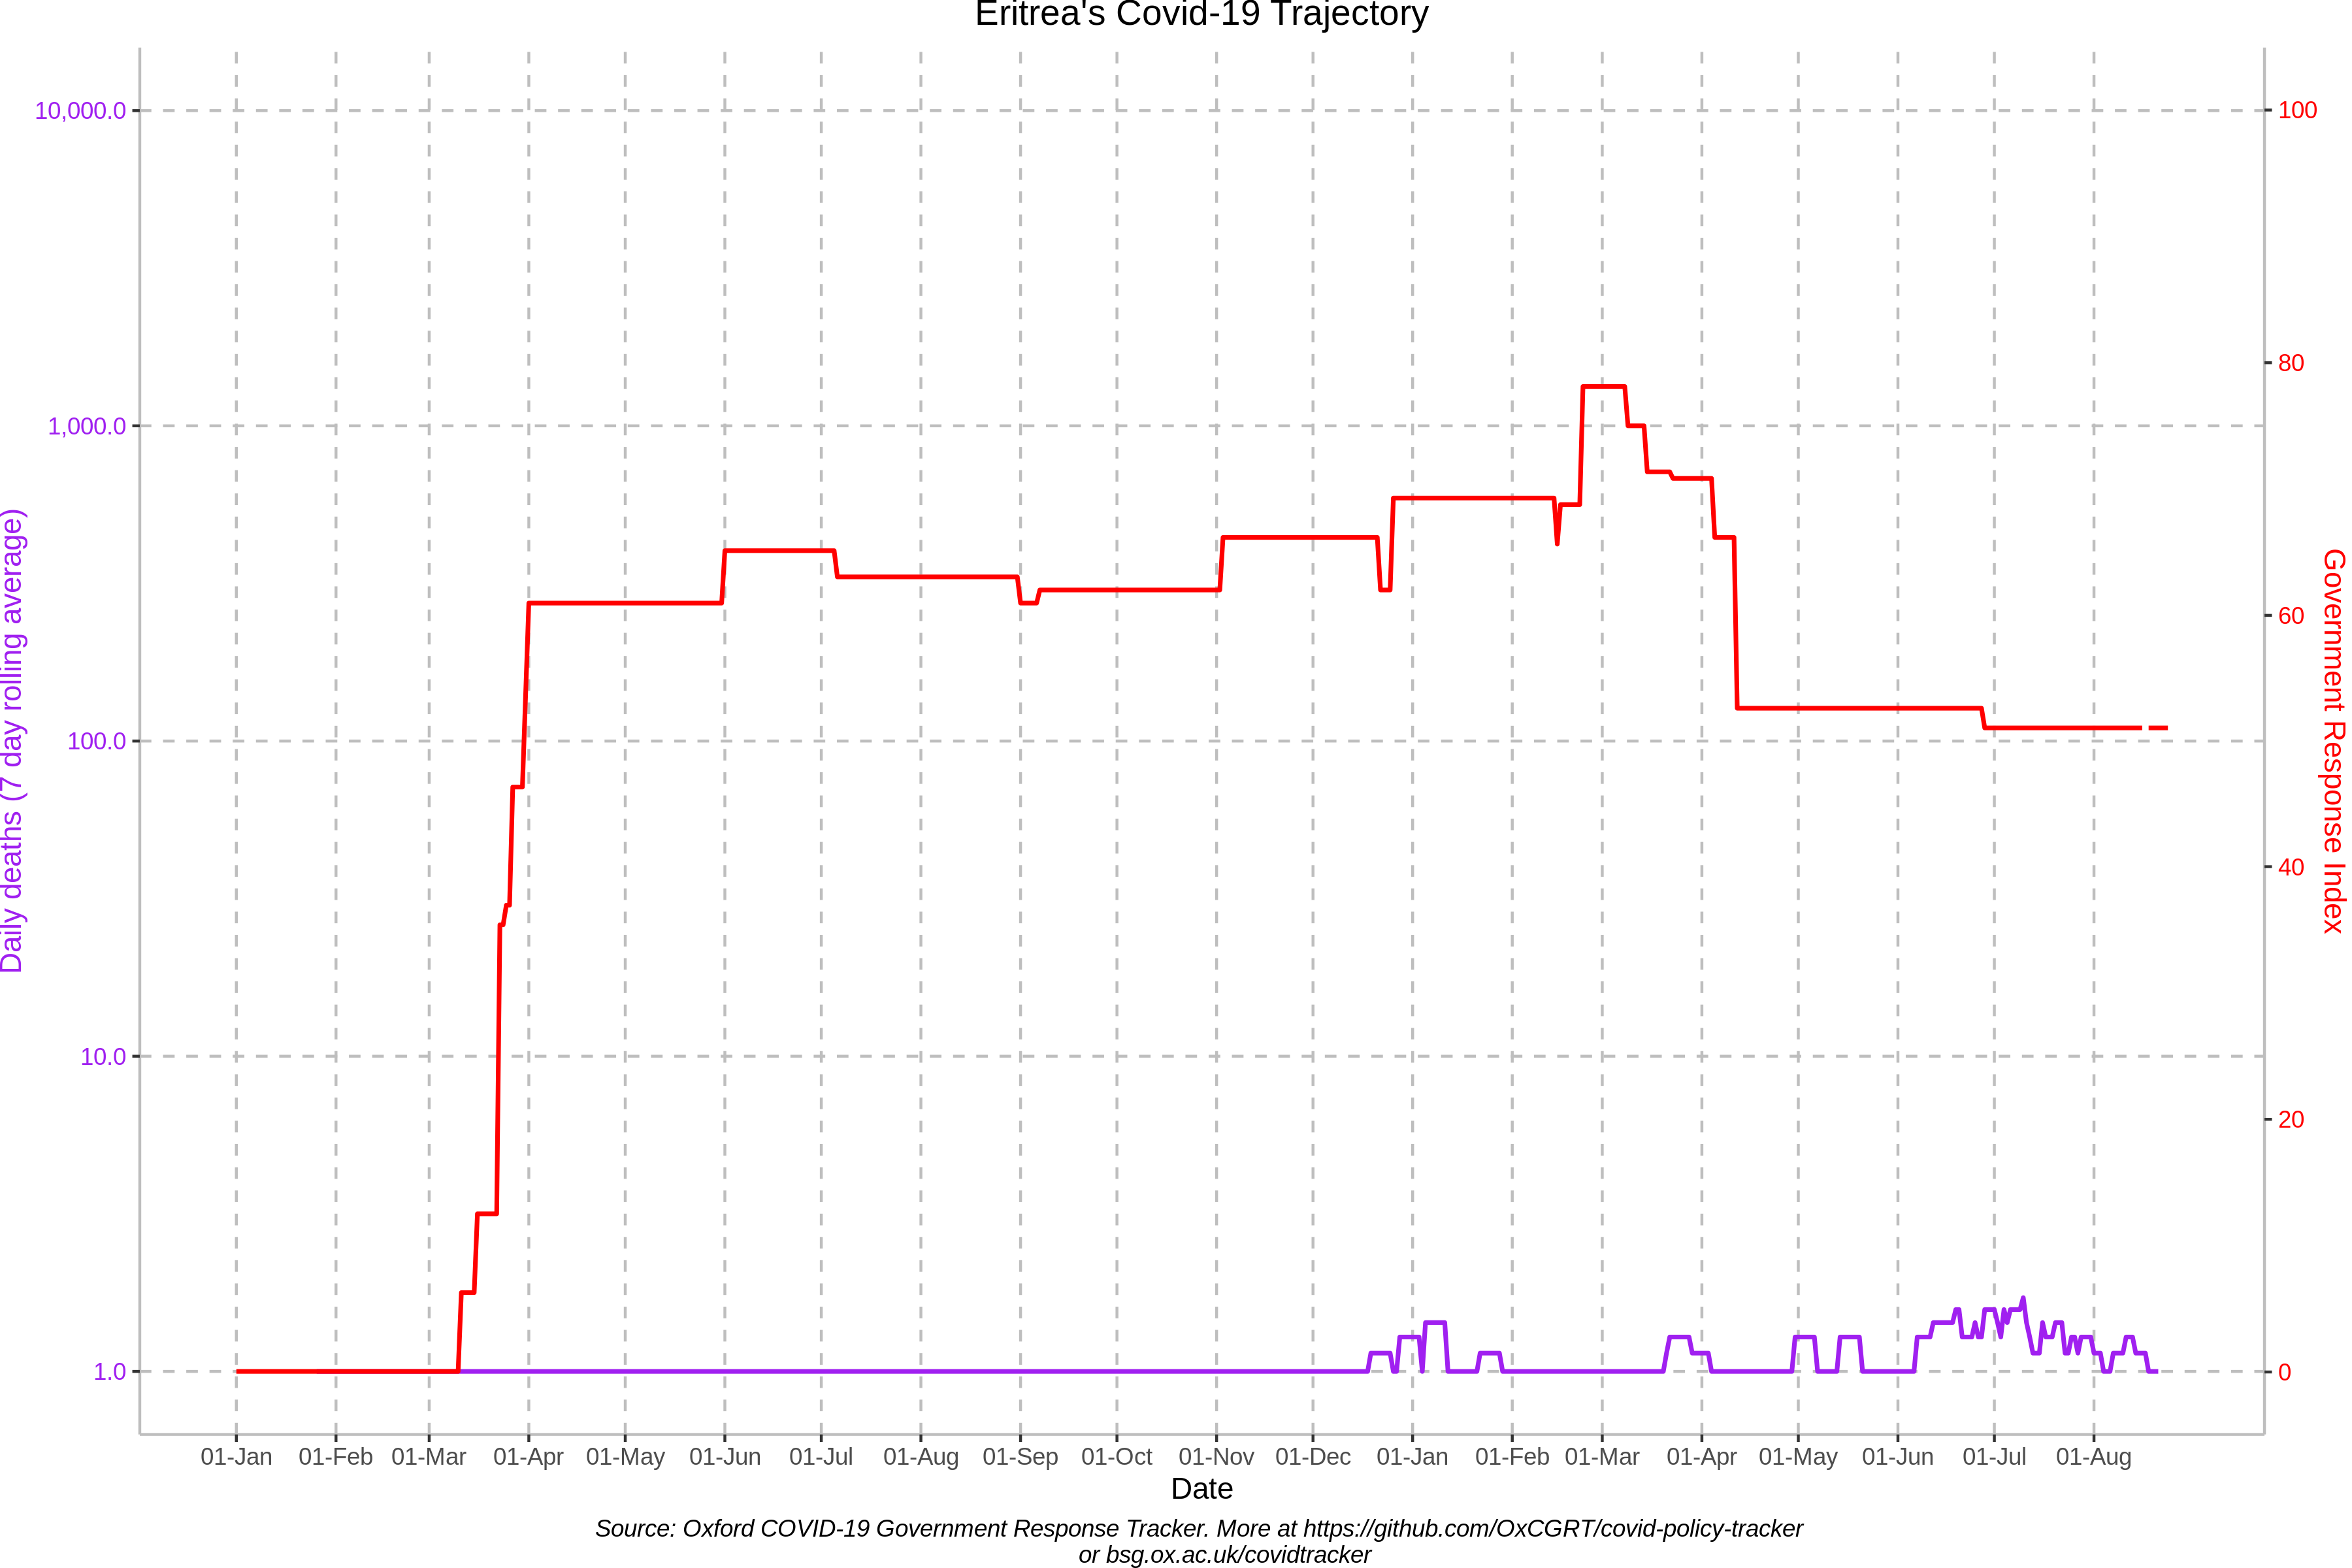 Eritrea's Covid-19 Trajectory
10,000.0
1,000.0
100.0
10.0
1.0
Daily deaths (7 day rolling average)
100
80
60
40
20
0
Government Response Index
01-Jan 01-Feb 01-Mar 01-Apr 01-May 01-Jun 01-Jul 01-Aug 01-Sep 01-Oct 01-Nov 01-Dec 01-Jan 01-Feb 01-Mar 01-Apr 01-May 01-Jun 01-Jul 01-Aug
Date
Source: Oxford COVID-19 Government Response Tracker. More at https://github.com/OxCGRT/covid-policy-tracker
or bsg.ox.ac.uk/covidtracker